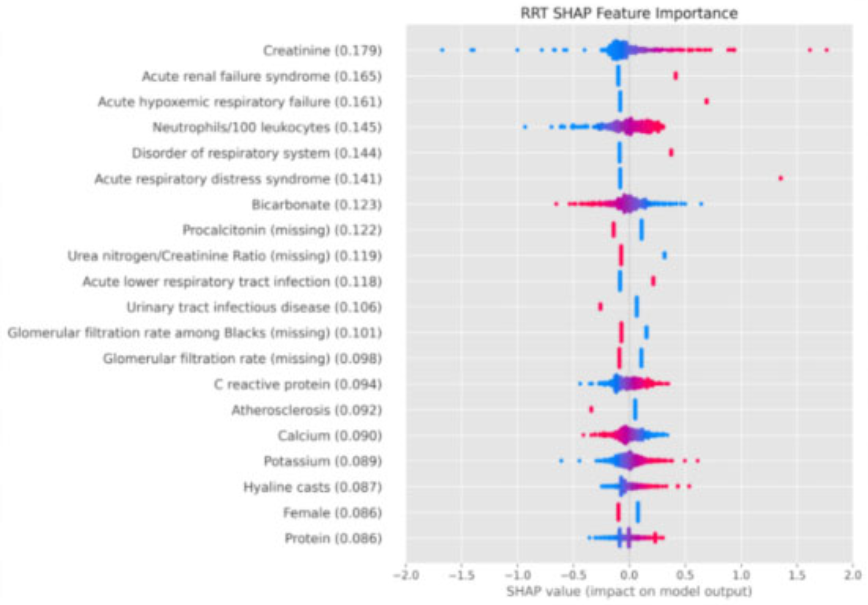 RRT SHAP Feature Importance
Creatinine (0.179)
Acute renal failure syndrome (0.165)
Acute hypoxemic respiratory failure (0.161)
Neutrophils/100 leukocytes (0.145)
Disorder of respiratory system (0.144)
Acute respiratory distress syndrome (0.141)
Bicarbonate (0.123)
Procalcitonin (missing) (0.122)
Urea nitrogen/Creatinine Ratio (missing) (0.119)
Acute lower respiratory tract infection (0.118)
Urinary tract infectious disease (0.106)
Glomerular filtration rate among Blacks (missing) (0.101)
Glomerular filtration rate (missing) (0.098)
C reactive protein (0.094)
Atherosclerosis (0.092)
Calcium (0.090)
Potassium (0.089)
Hyaline casts (0.087)
Female (0.086)
Protein (0.086)
−2.0 −1.5 −1.0 −0.5 0.0 0.5 1.0 1.5 2.0
SHAP value (impact on model output)